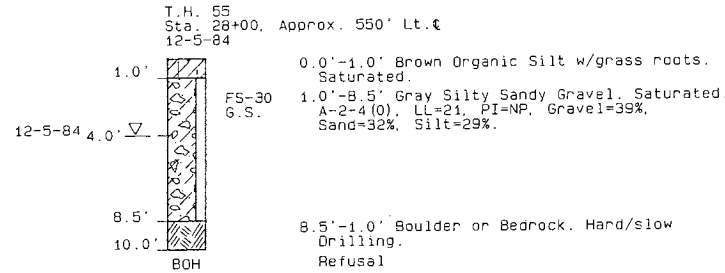 T.H. 55
Sta. 28+00, Approx. 550' Lt.℄
12-5-84
0.0'-1.0' Brown Organic Silt w/grass roots.
Saturated.
1.0'
FS-30
G.S.
1.0'-8.5' Gray Silty Sandy Gravel. Saturated.
A-2-4(0), LL=21, PI=NP, Gravel=39%,
Sand=32%, Silt=29%.
12-5-84 4.0'
8.5'
8.5'-1.0' Boulder or Bedrock. Hard/slow
Drilling.
10.0'
BOH
Refusal